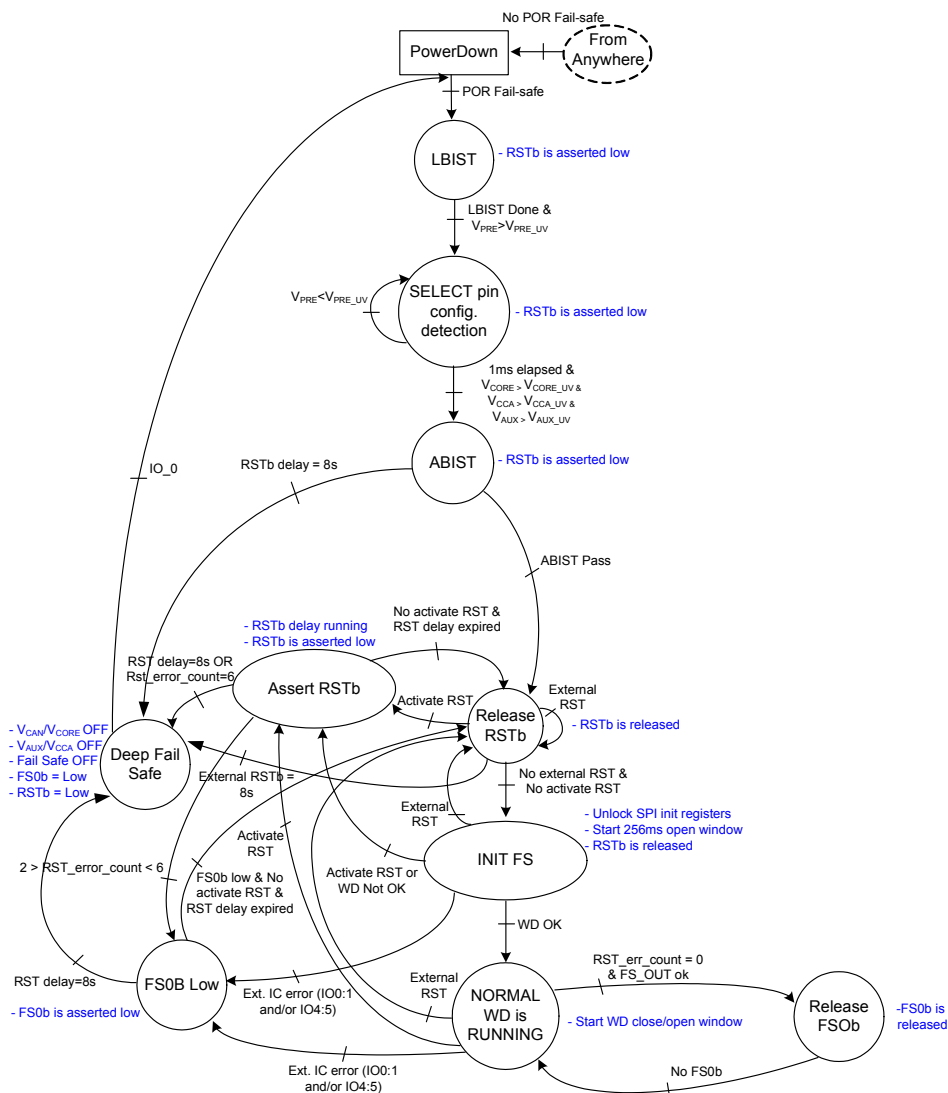 No POR Fail-safe
From
Anywhere
PowerDown
POR Fail-safe
LBIST
- RSTb is asserted low
LBIST Done &
VPRE>VPRE_UV
SELECT pin
config.
detection
VPRE<VPRE_UV
- RSTb is asserted low
1ms elapsed &
VCORE > VCORE_UV &
VCCA > VCCA_UV &
VAUX > VAUX_UV
ABIST
- RSTb is asserted low
RSTb delay = 8s
IO_0
ABIST Pass
- RSTb delay running
- RSTb is asserted low
No activate RST &
RST delay expired
RST delay=8s OR
Rst_error_count=6
Assert RSTb
Activate RST
External
RST
Release
RSTb
- RSTb is released
- VCAN/VCORE OFF
- VAUX/VCCA OFF
- Fail Safe OFF
- FS0b = Low
- RSTb = Low
Deep Fail
Safe
External RSTb =
8s
No external RST &
No activate RST
External
RST
- Unlock SPI init registers
- Start 256ms open window
- RSTb is released
INIT FS
Activate
RST
Activate RST or
WD Not OK
2 > RST_error_count < 6
FS0b low & No
activate RST &
RST delay expired
WD OK
RST_err_count = 0
& FS_OUT ok
RST delay=8s
FS0B Low
- FS0b is asserted low
Ext. IC error (IO0:1
and/or IO4:5)
External
RST
NORMAL
WD is
RUNNING
- Start WD close/open window
Release
FSOb
-FS0b is
released
Ext. IC error (IO0:1
and/or IO4:5)
No FS0b